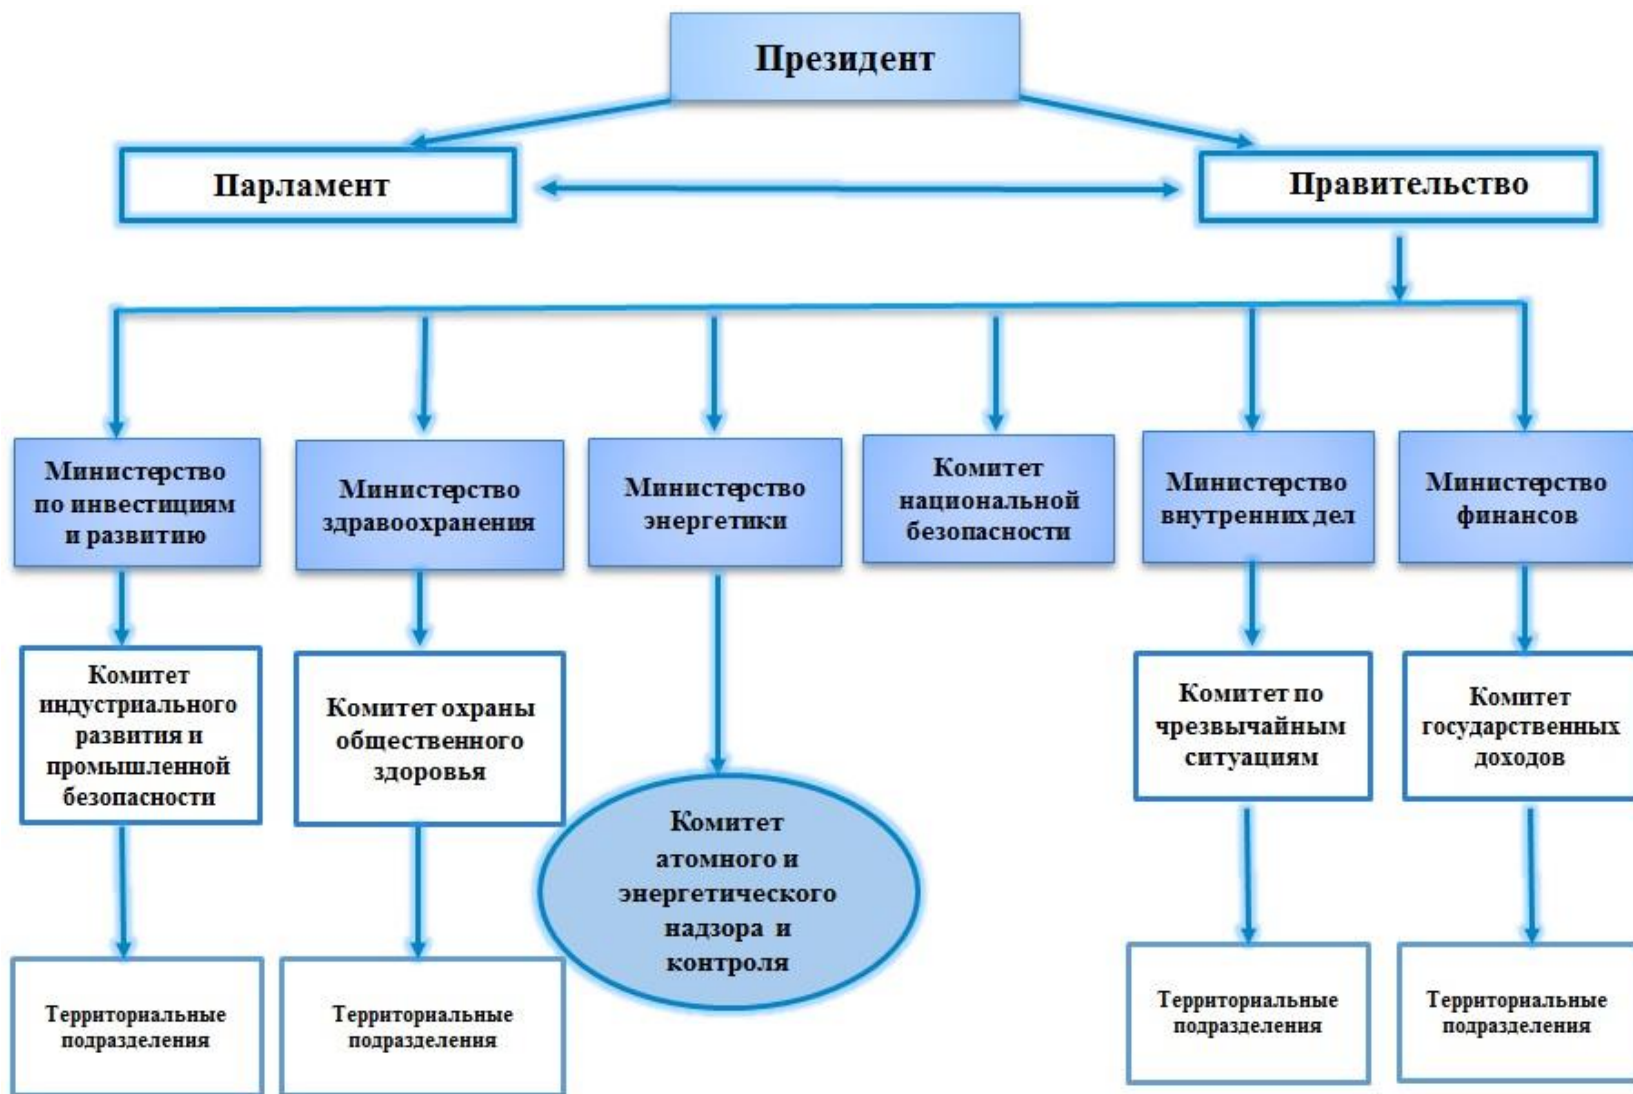 Президент
Парламент
Правительство
Министерство
по инвестициям
и развитию
Министерство
здравоохранения
Министерство
энергетики
Комитет
национальной
безопасности
Министерство
внутренних дел
Министерство
финансов
Комитет
индустриального
развития и
промышленной
безопасности
Комитет охраны
общественного
здоровья
Комитет
атомного и
энергетического
надзора и
контроля
Комитет по
чрезвычайным
ситуациям
Комитет
государственных
доходов
Территориальные
подразделения
Территориальные
подразделения
Территориальные
подразделения
Территориальные
подразделения